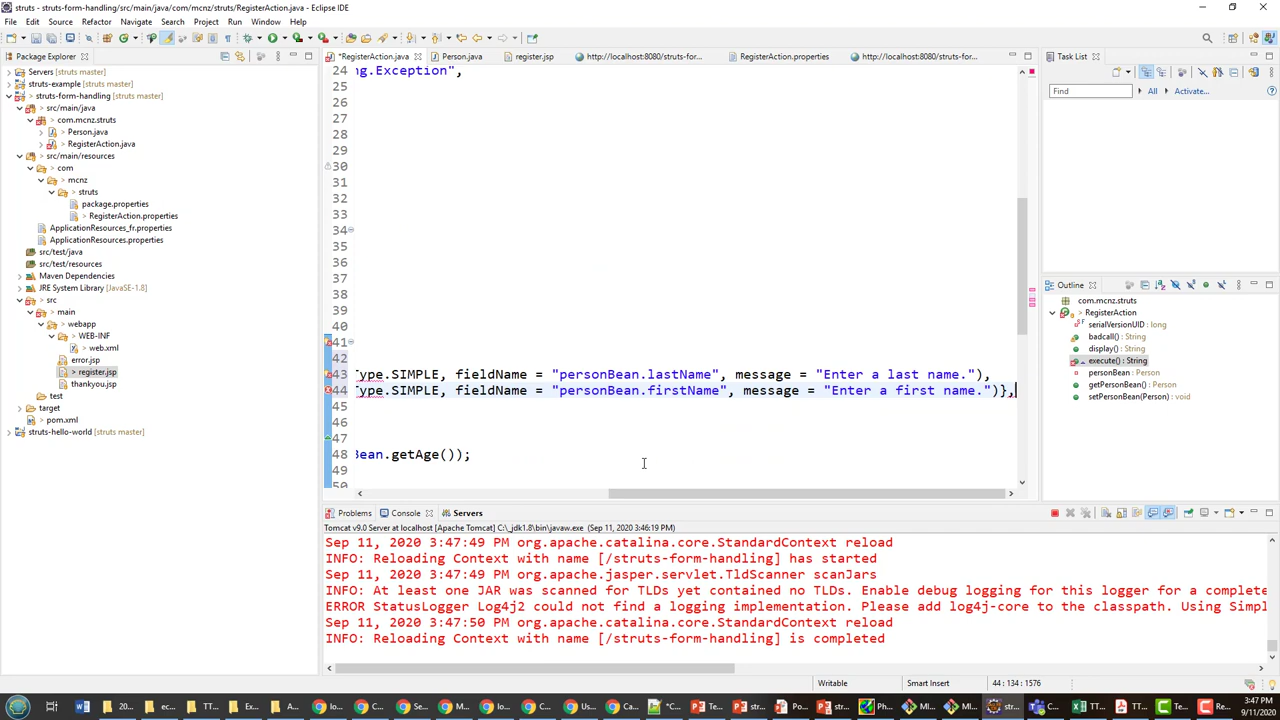 struts - struts-form-handling/src/main/java/com/mcnz/struts/RegisterAction.java - Eclipse IDE
File Edit Source Refactor Navigate Search Project Run Window Help
Package Explorer
*RegisterAction.java
Person.java
register.jsp
http://localhost:8080/struts-for...
RegisterAction.properties
http://localhost:8080/struts-for...
Task List
Find
All
Activate...
Servers [struts master]
struts-example [struts master]
struts-form-handling [struts master]
src/main/java
com.mcnz.struts
Person.java
RegisterAction.java
src/main/resources
com
mcnz
struts
package.properties
RegisterAction.properties
ApplicationResources_fr.properties
ApplicationResources.properties
src/test/java
src/test/resources
Maven Dependencies
JRE System Library [JavaSE-1.8]
src
main
webapp
WEB-INF
web.xml
error.jsp
register.jsp
thankyou.jsp
test
target
pom.xml
struts-hello-world [struts master]
24 ng.Exception",
25
26
27
28
29
30
31
32
33
34
35
36
37
38
39
40
41
42
43 Type.SIMPLE, fieldName = "personBean.lastName", message = "Enter a last name."),
44 Type.SIMPLE, fieldName = "personBean.firstName", message = "Enter a first name.")},
45
46
47
48 Bean.getAge());
49
50
Outline
com.mcnz.struts
RegisterAction
serialVersionUID : long
badcall() : String
display() : String
execute() : String
personBean : Person
getPersonBean() : Person
setPersonBean(Person) : void
Problems Console Servers
Tomcat v9.0 Server at localhost [Apache Tomcat] C:\_jdk1.8\bin\javaw.exe (Sep 11, 2020 3:46:19 PM)
Sep 11, 2020 3:47:49 PM org.apache.catalina.core.StandardContext reload
INFO: Reloading Context with name [/struts-form-handling] has started
Sep 11, 2020 3:47:49 PM org.apache.jasper.servlet.TldScanner scanJars
INFO: At least one JAR was scanned for TLDs yet contained no TLDs. Enable debug logging for this logger for a complete
ERROR StatusLogger Log4j2 could not find a logging implementation. Please add log4j-core to the classpath. Using Simpl
Sep 11, 2020 3:47:50 PM org.apache.catalina.core.StandardContext reload
INFO: Reloading Context with name [/struts-form-handling] is completed
Writable
Smart Insert
44 : 134 : 1576
20...
ec...
TT...
Ex...
A...
str...
Po...
str...
Ph...
3:47 PM
9/11/2020